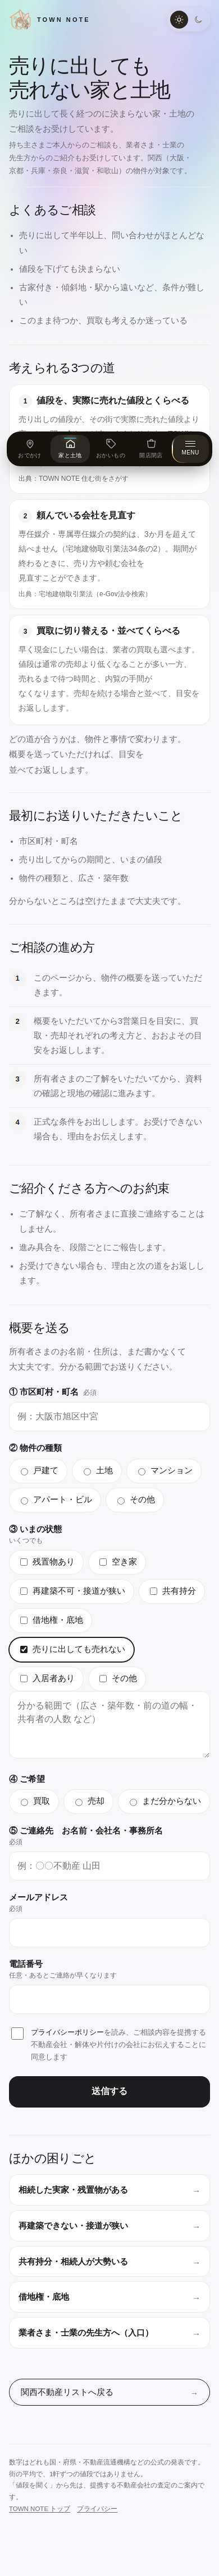 TOWN NOTE
売りに出しても
売れない家と土地
売りに出して長く経つのに決まらない家・土地の
ご相談をお受けしています。
持ち主さまご本人からのご相談も、業者さま・士業の
先生方からのご紹介もお受けしています。関西（大阪・
京都・兵庫・奈良・滋賀・和歌山）の物件が対象です。
よくあるご相談
売りに出して半年以上、問い合わせがほとんどな
い
値段を下げても決まらない
古家付き・傾斜地・駅から遠いなど、条件が難し
い
このまま待つか、買取も考えるか迷っている
考えられる3つの道
1 値段を、実際に売れた値段とくらべる
売り出しの値段が、その街で実際に売れた値段より
おでかけ
家と土地
おかいもの
開店閉店
MENU
出典：TOWN NOTE 住む街をさがす
2 頼んでいる会社を見直す
専任媒介・専属専任媒介の契約は、3か月を超えて
結べません（宅地建物取引業法34条の2）。期間が
終わるときに、売り方や頼む会社を
見直すことができます。
出典：宅地建物取引業法（e-Gov法令検索）
3 買取に切り替える・並べてくらべる
早く現金にしたい場合は、業者の買取も選べます。
値段は通常の売却より低くなることが多い一方、
売れるまで待つ時間と、内覧の手間が
なくなります。売却を続ける場合と並べて、目安を
お返しします。
どの道が合うかは、物件と事情で変わります。
概要を送っていただければ、目安を
並べてお返しします。
最初にお送りいただきたいこと
市区町村・町名
売り出してからの期間と、いまの値段
物件の種類と、広さ・築年数
分からないところは空けたままで大丈夫です。
ご相談の進め方
1 このページから、物件の概要を送っていただ
きます。
2 概要をいただいてから3営業日を目安に、買
取・売却それぞれの考え方と、おおよその目
安をお返しします。
3 所有者さまのご了解をいただいてから、資料
の確認と現地の確認に進みます。
4 正式な条件をお出しします。お受けできない
場合も、理由をお伝えします。
ご紹介くださる方へのお約束
ご了解なく、所有者さまに直接ご連絡することは
しません。
進み具合を、段階ごとにご報告します。
お受けできない場合も、理由と次の道をお返しし
ます。
概要を送る
所有者さまのお名前・住所は、まだ書かなくて
大丈夫です。分かる範囲でお送りください。
① 市区町村・町名 必須
例：大阪市旭区中宮
② 物件の種類
戸建て 土地 マンション
アパート・ビル その他
③ いまの状態
いくつでも
残置物あり 空き家
再建築不可・接道が狭い 共有持分
借地権・底地
売りに出しても売れない
入居者あり その他
分かる範囲で（広さ・築年数・前の道の幅・
共有者の人数 など）
④ ご希望
買取 売却 まだ分からない
⑤ ご連絡先 お名前・会社名・事務所名
必須
例：〇〇不動産 山田
メールアドレス
必須
電話番号
任意・あるとご連絡が早くなります
プライバシーポリシーを読み、ご相談内容を提携する
不動産会社・解体や片付けの会社にお伝えすることに
同意します
送信する
ほかの困りごと
相続した実家・残置物がある →
再建築できない・接道が狭い →
共有持分・相続人が大勢いる →
借地権・底地 →
業者さま・士業の先生方へ（入口） →
関西不動産リストへ戻る →
数字はどれも国・府県・不動産流通機構などの公式の発表です。
街の平均で、1軒ずつの値段ではありません。
「値段を聞く」から先は、提携する不動産会社の査定のご案内で
す。
TOWN NOTE トップ プライバシー